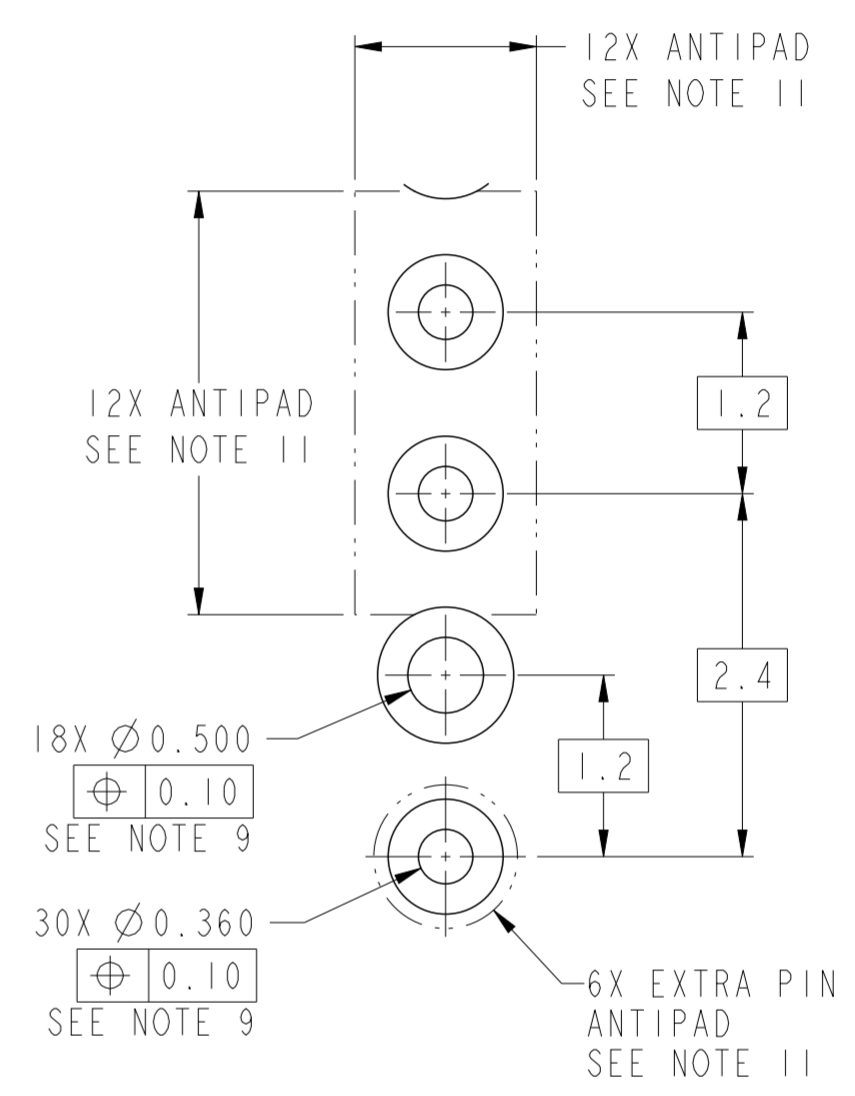 12X ANTIPAD
SEE NOTE 11
12X ANTIPAD
SEE NOTE 11
1.2
2.4
1.2
18X ∅0.500
⌖ 0.10
SEE NOTE 9
30X ∅0.360
⌖ 0.10
SEE NOTE 9
6X EXTRA PIN
ANTIPAD
SEE NOTE 11